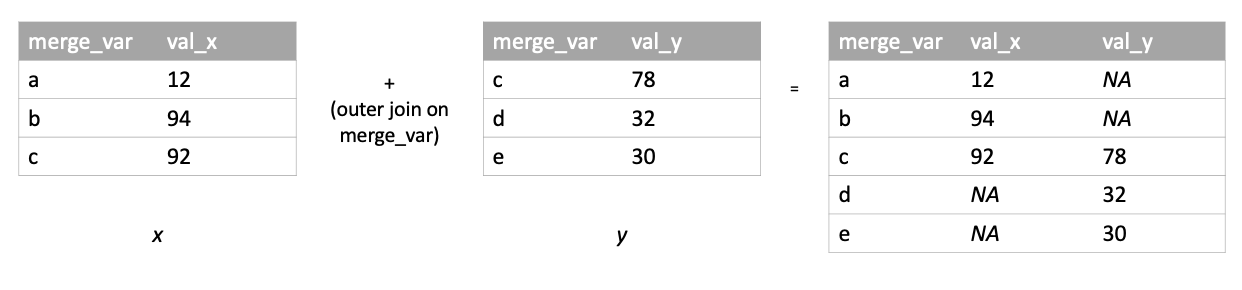 merge_var val_x
a 12
b 94
c 92
x
+
(outer join on
merge_var)
merge_var val_y
c 78
d 32
e 30
y
=
merge_var val_x val_y
a 12 NA
b 94 NA
c 92 78
d NA 32
e NA 30